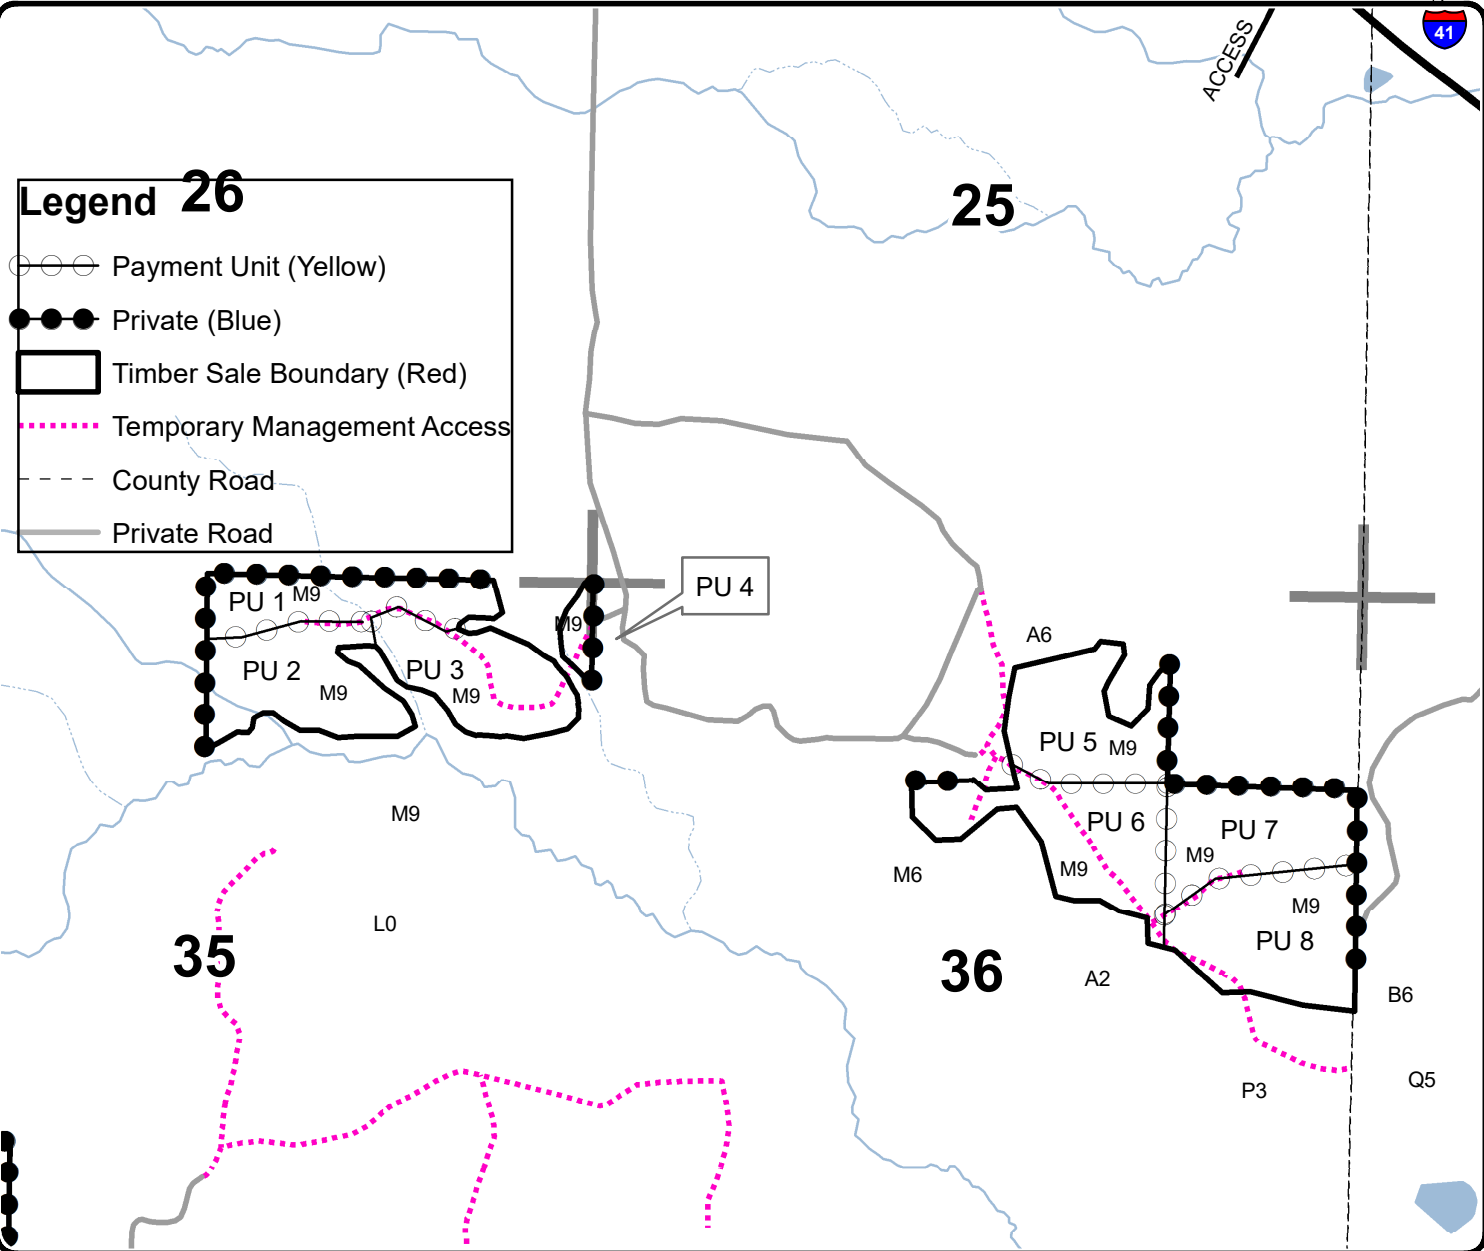 41
ACCESS
26
25
Legend
Payment Unit (Yellow)
Private (Blue)
Timber Sale Boundary (Red)
Temporary Management Access
County Road
Private Road
PU 4
PU 1
M9
M9
A6
PU 2
PU 3
M9
M9
PU 5
M9
M9
PU 6
PU 7
M9
M6
M9
M9
L0
PU 8
35
36
A2
B6
Q5
P3